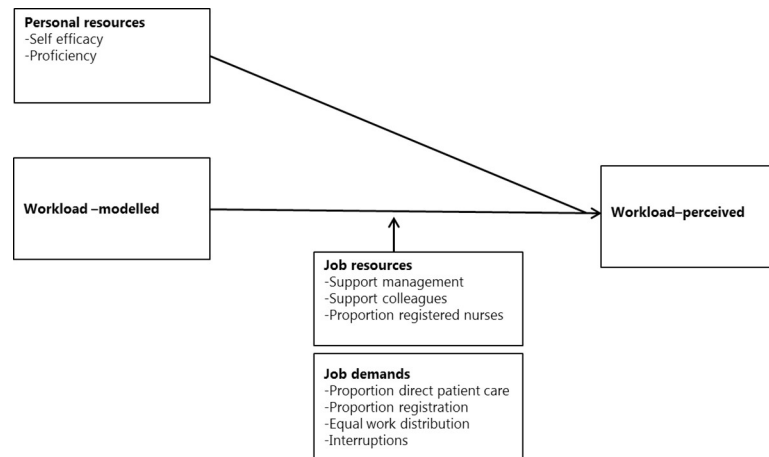 Personal resources
-Self efficacy
-Proficiency
Workload –modelled
Workload–perceived
Job resources
-Support management
-Support colleagues
-Proportion registered nurses
Job demands
-Proportion direct patient care
-Proportion registration
-Equal work distribution
-Interruptions